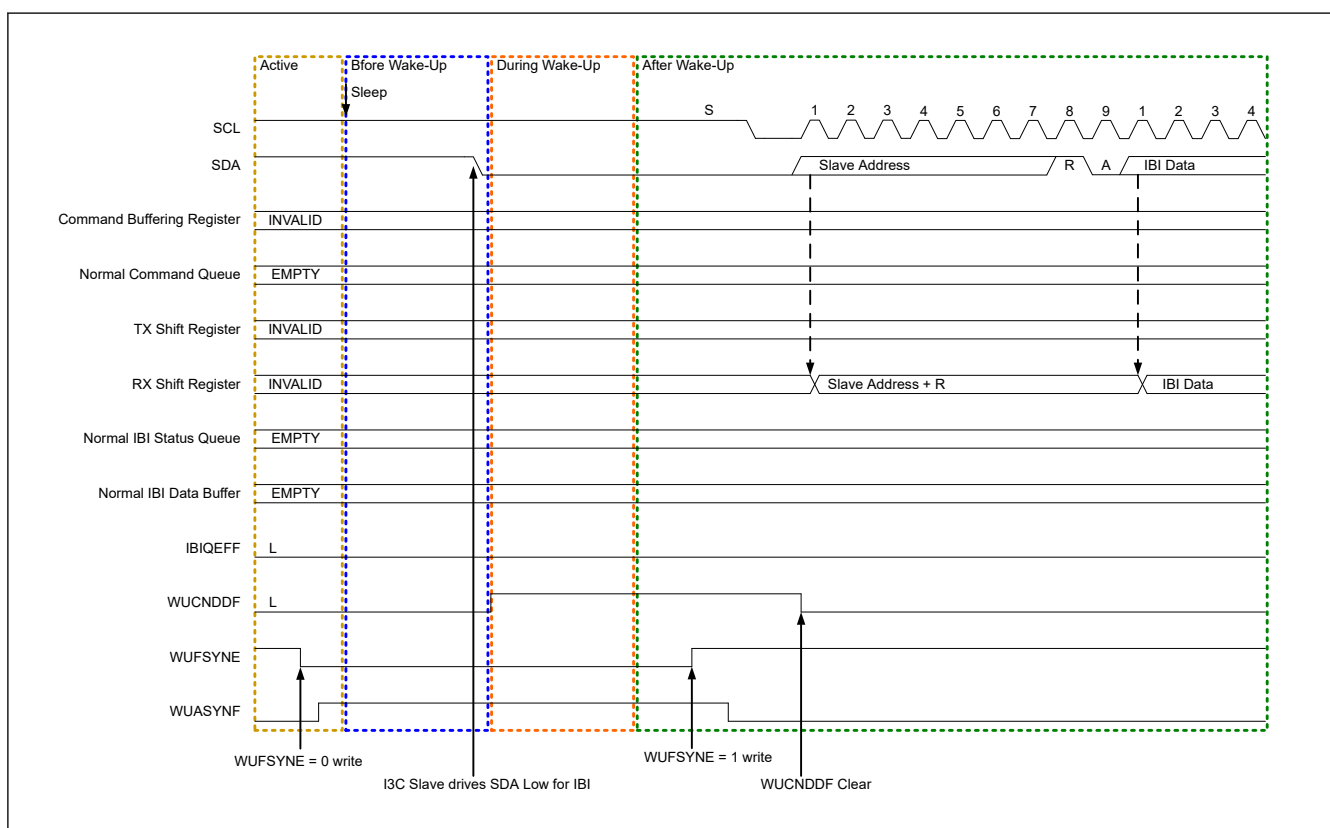 Active
Bfore Wake-Up
During Wake-Up
After Wake-Up
Sleep
S
1 2 3 4 5 6 7 8 9 1 2 3 4
SCL
SDA
Slave Address
R
A
IBI Data
Command Buffering Register
INVALID
Normal Command Queue
EMPTY
TX Shift Register
INVALID
RX Shift Register
INVALID
Slave Address + R
IBI Data
Normal IBI Status Queue
EMPTY
Normal IBI Data Buffer
EMPTY
IBIQEFF
L
WUCNDDF
L
WUFSYNE
WUASYNF
WUFSYNE = 0 write
WUFSYNE = 1 write
I3C Slave drives SDA Low for IBI
WUCNDDF Clear